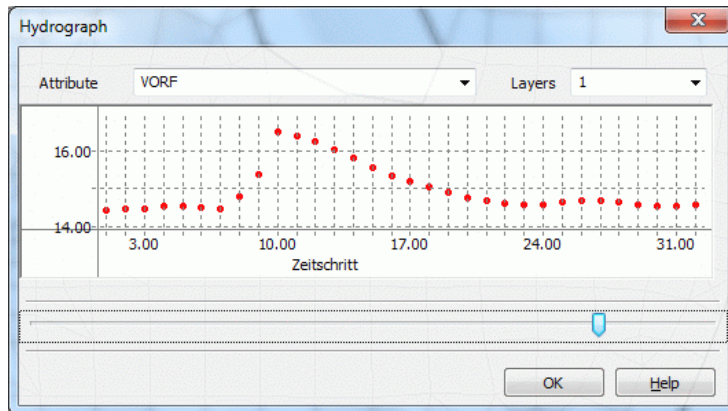 Hydrograph
Attribute VORF Layers 1
16.00
14.00
3.00 10.00 17.00 24.00 31.00
Zeitschritt
OK Help